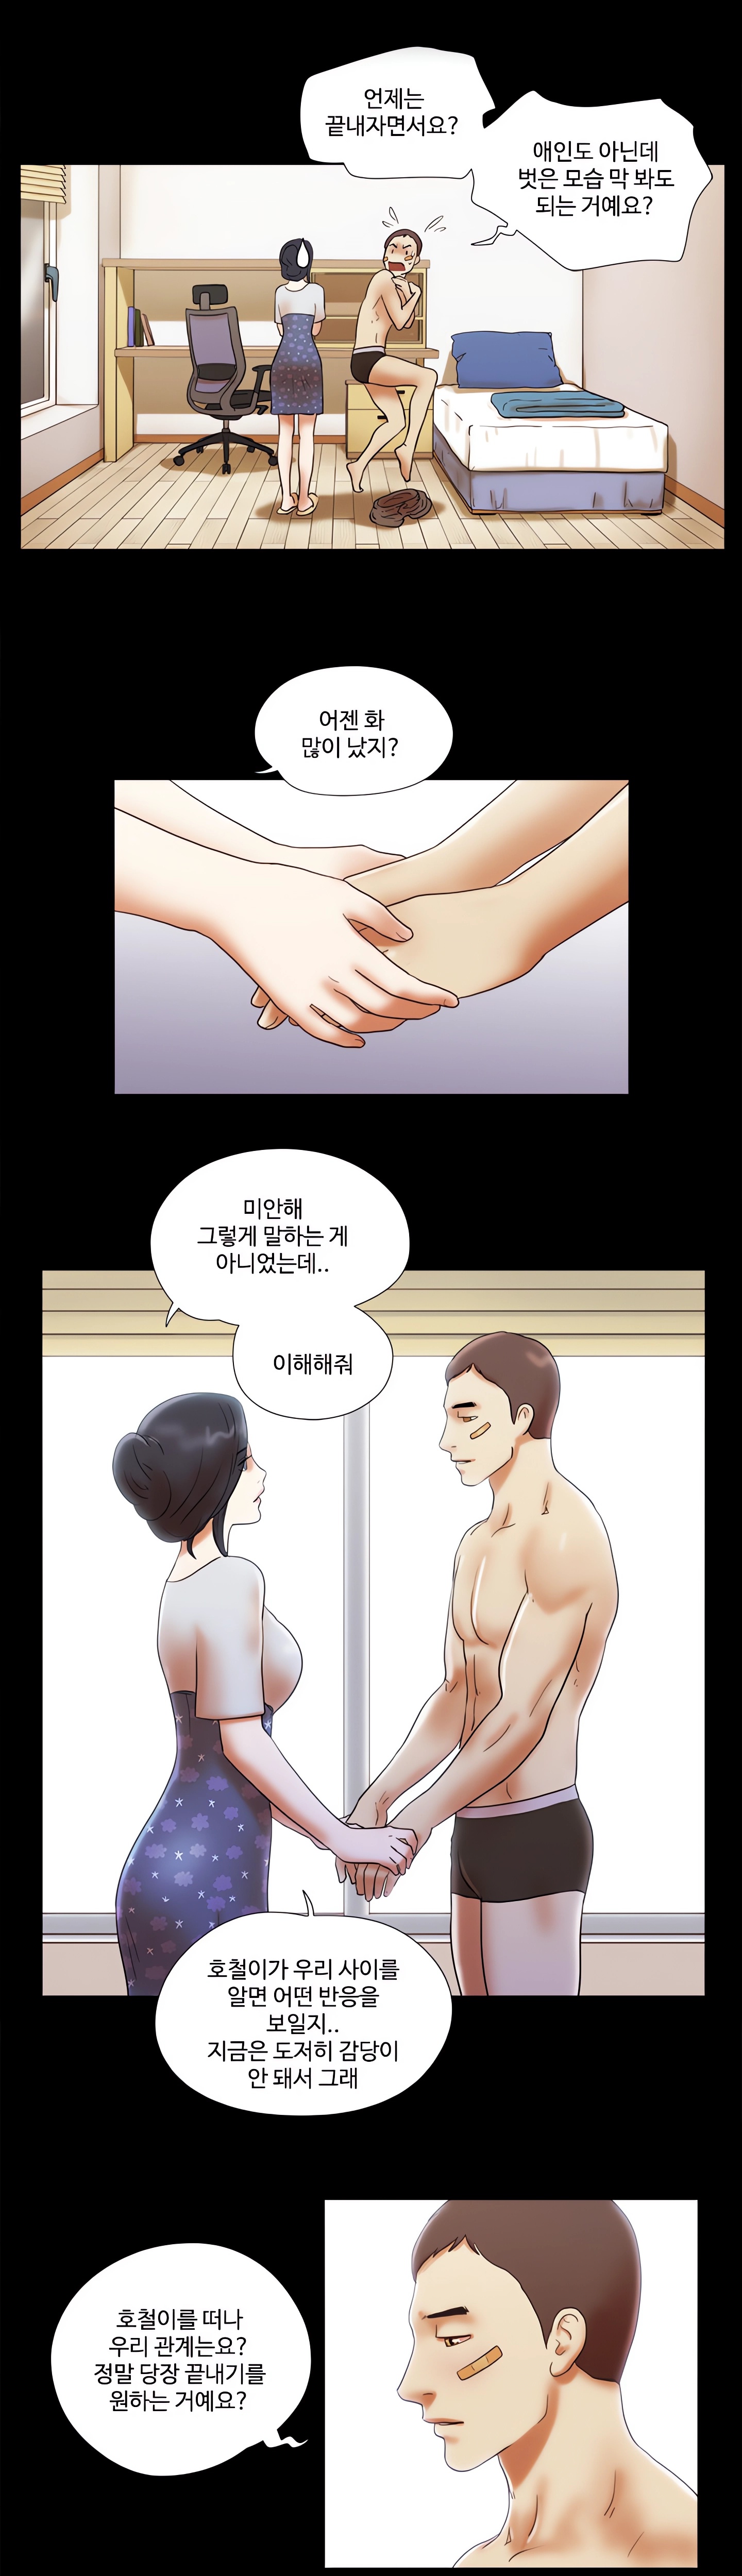 언제는
끝내자면서요?
애인도 아닌데
벗은 모습 막 봐도
되는 거예요?
어젠 화
많이 났지?
미안해
그렇게 말하는 게
아니었는데..
이해해줘
호철이가 우리 사이를
알면 어떤 반응을
보일지..
지금은 도저히 감당이
안 돼서 그래
호철이를 떠나
우리 관계는요?
정말 당장 끝내기를
원하는 거예요?